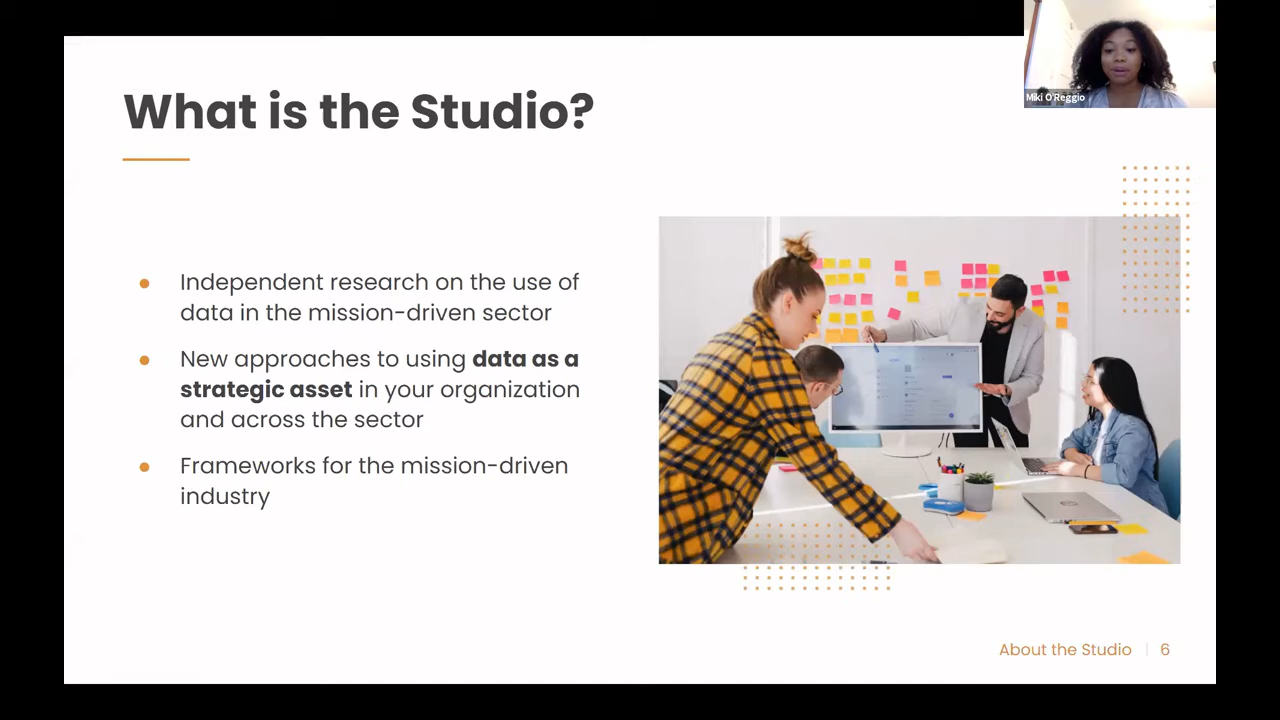 What is the Studio?
Miki O'Reggio
Independent research on the use of
data in the mission-driven sector
New approaches to using data as a
strategic asset in your organization
and across the sector
Frameworks for the mission-driven
industry
About the Studio | 6